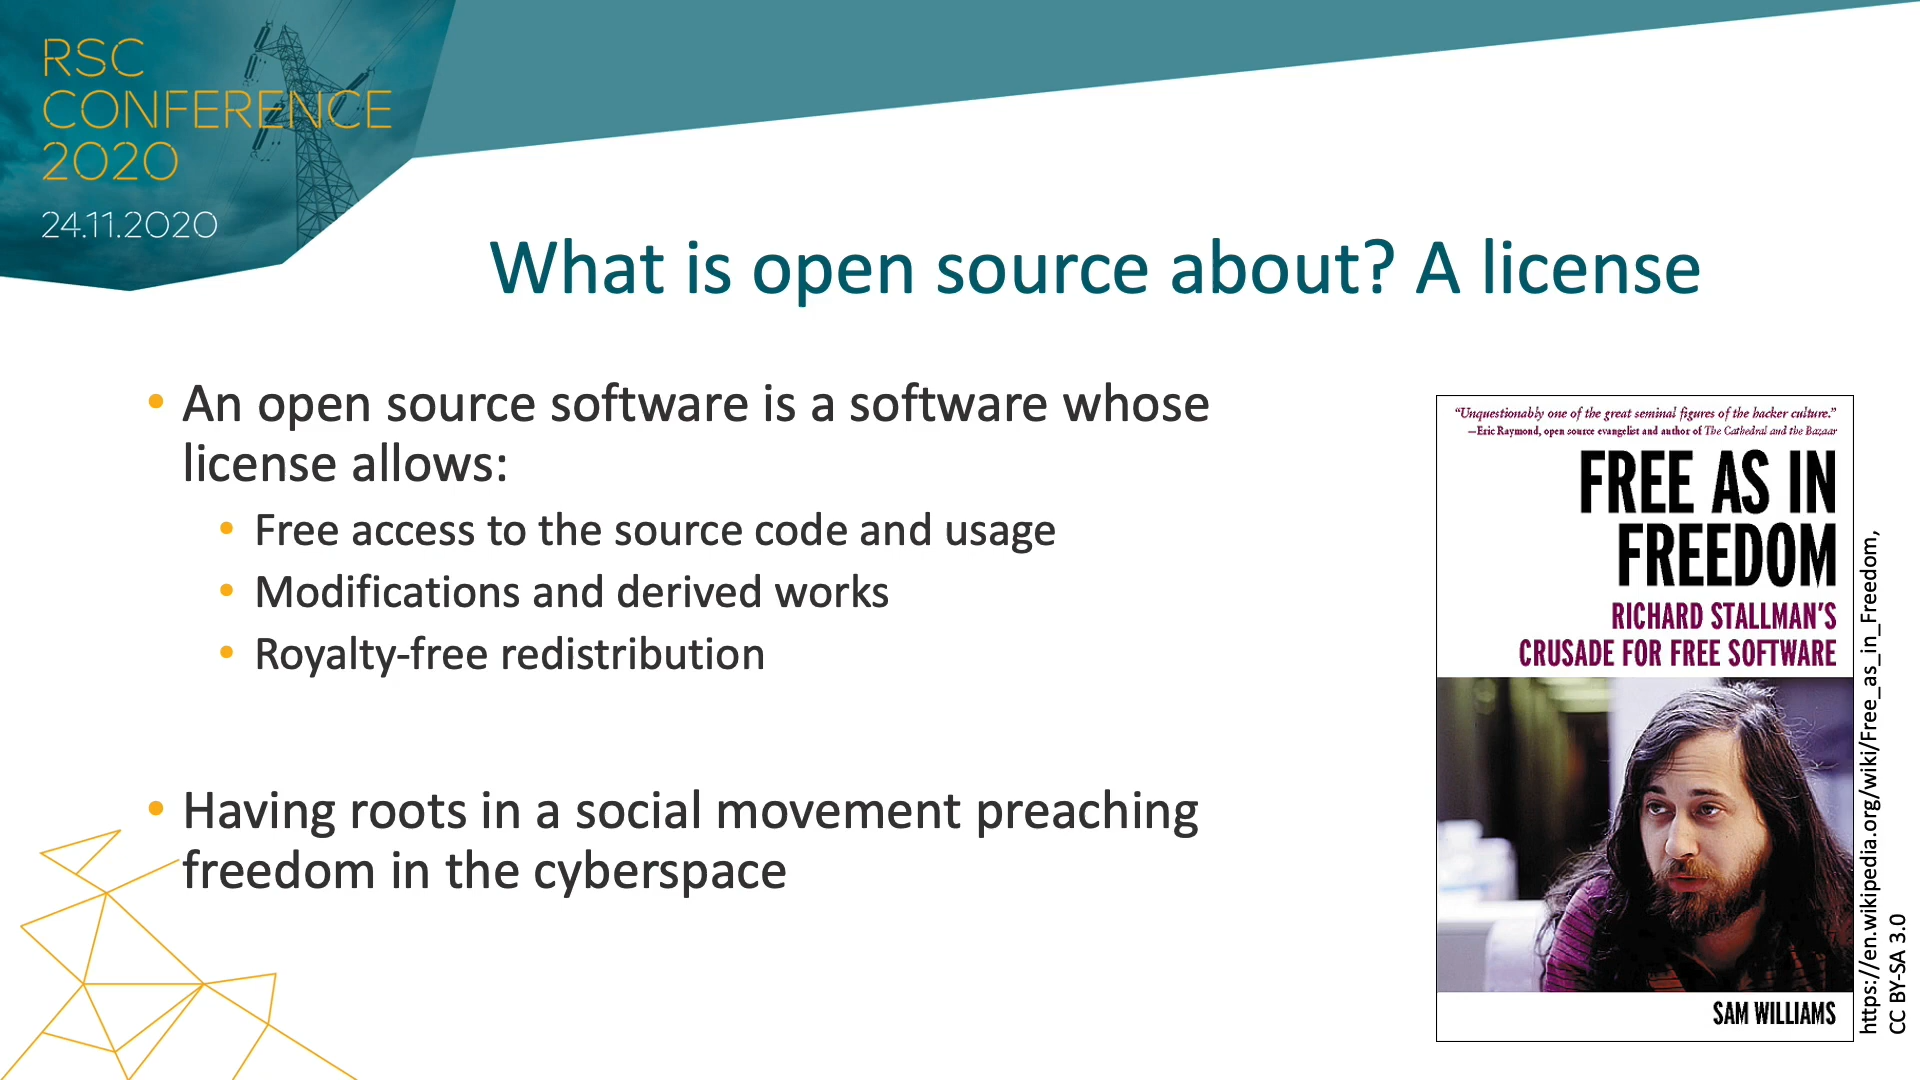 RSC
CONFERENCE
2020
24.11.2020
What is open source about? A license
• An open source software is a software whose
license allows:
• Free access to the source code and usage
• Modifications and derived works
• Royalty-free redistribution
• Having roots in a social movement preaching
freedom in the cyberspace
“Unquestionably one of the great seminal figures of the hacker culture.”
—Eric Raymond, open source evangelist and author of The Cathedral and the Bazaar
FREE AS IN
FREEDOM
RICHARD STALLMAN'S
CRUSADE FOR FREE SOFTWARE
SAM WILLIAMS
https://en.wikipedia.org/wiki/Free_as_in_Freedom,
CC BY-SA 3.0